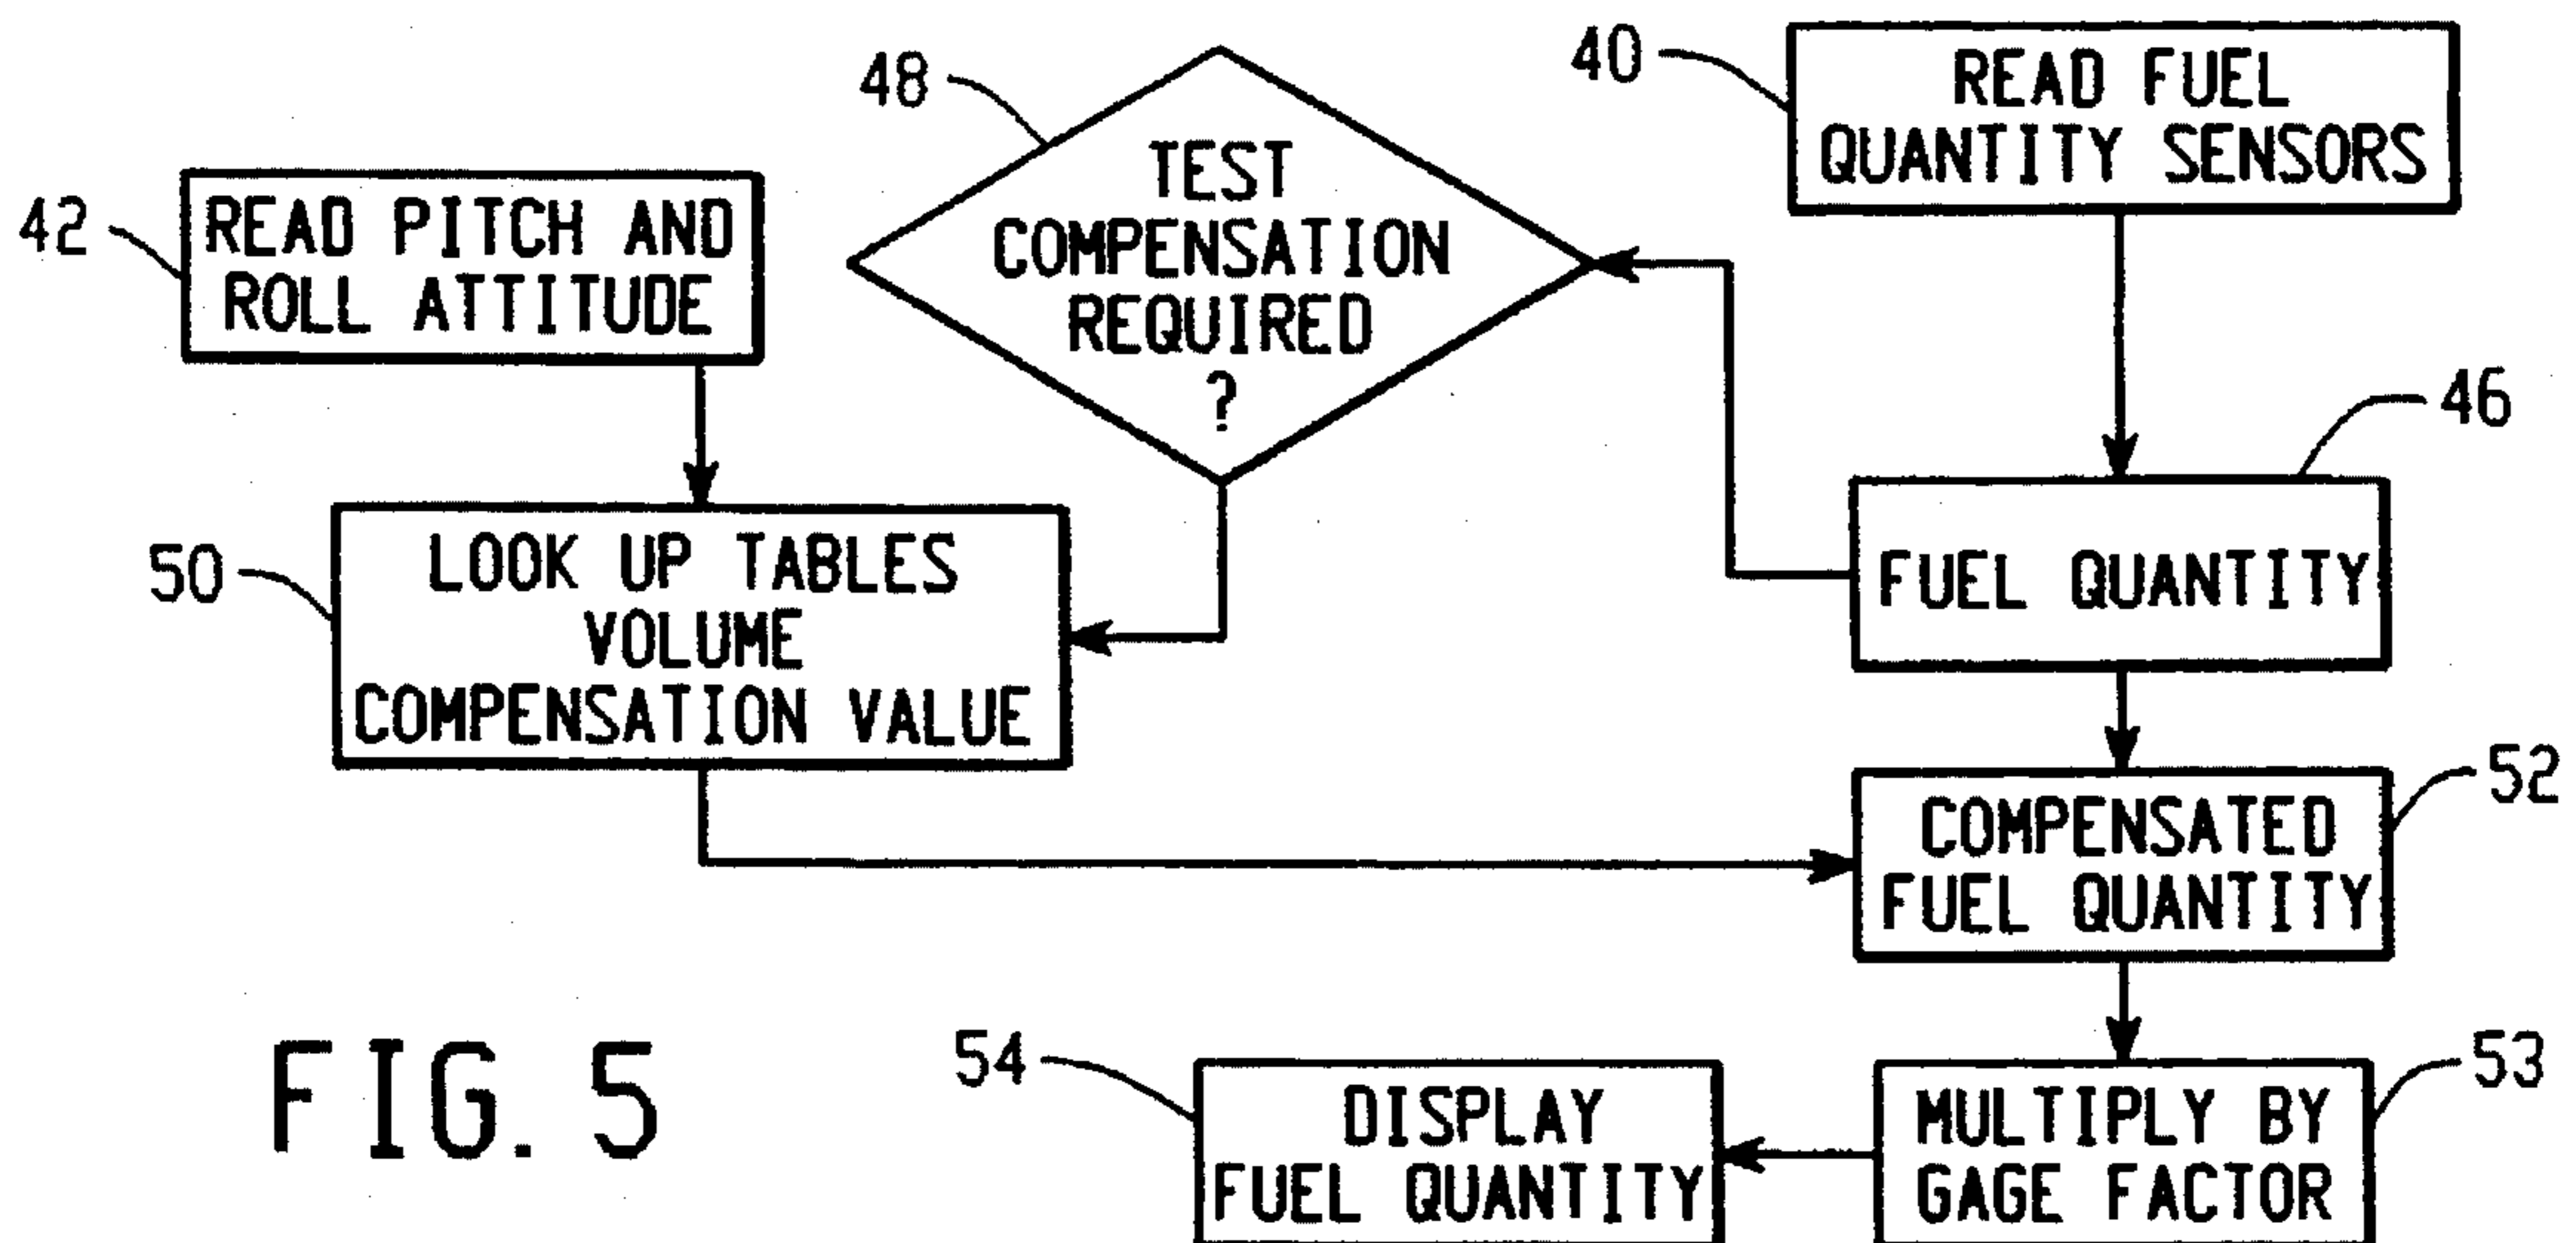 40
READ FUEL
QUANTITY SENSORS
48
TEST
COMPENSATION
REQUIRED
?
42
READ PITCH AND
ROLL ATTITUDE
46
FUEL QUANTITY
50
LOOK UP TABLES
VOLUME
COMPENSATION VALUE
52
COMPENSATED
FUEL QUANTITY
53
MULTIPLY BY
GAGE FACTOR
54
DISPLAY
FUEL QUANTITY
FIG. 5